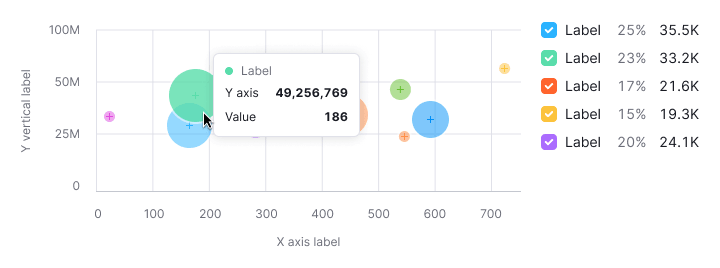 100M
50M
25M
0
Y vertical label
0 100 200 300 400 500 600 700
X axis label
Label
Y axis 49,256,769
Value 186
Label 25% 35.5K
Label 23% 33.2K
Label 17% 21.6K
Label 15% 19.3K
Label 20% 24.1K